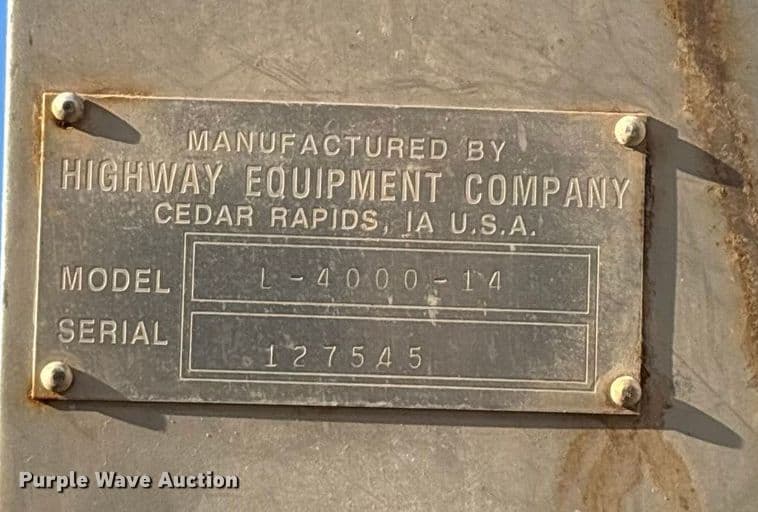 MANUFACTURED BY
HIGHWAY EQUIPMENT COMPANY
CEDAR RAPIDS, IA U.S.A.
MODEL L-4000-14
SERIAL 127545
Purple Wave Auction